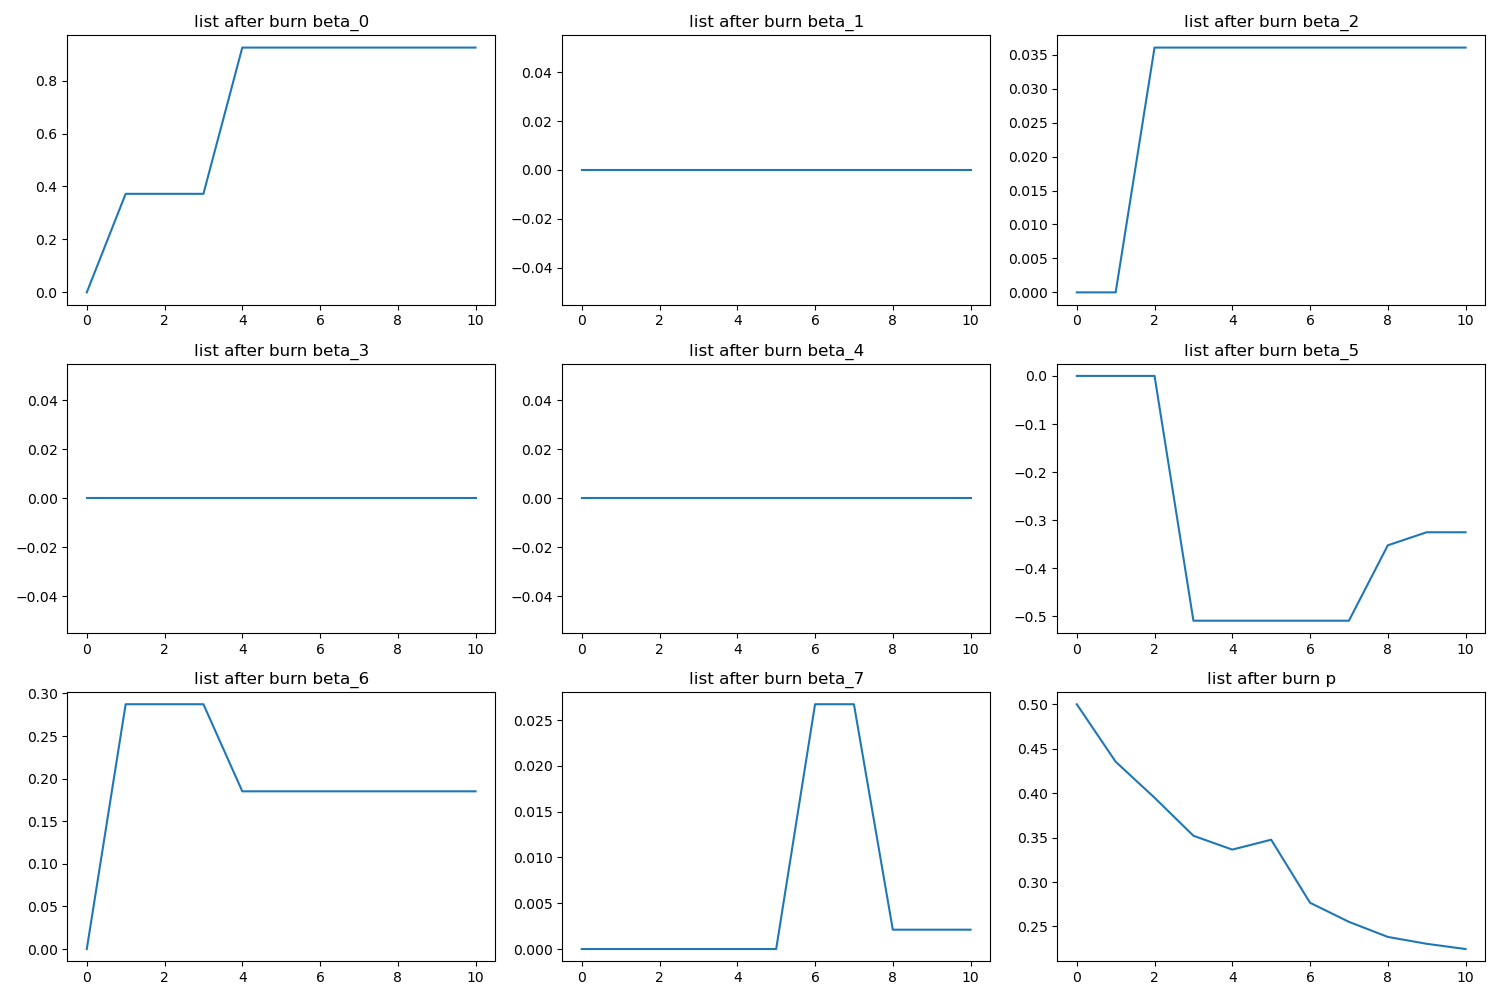 list after burn beta_0
0.8
0.6
0.4
0.2
0.0
0 2 4 6 8 10
list after burn beta_1
0.04
0.02
0.00
−0.02
−0.04
0 2 4 6 8 10
list after burn beta_2
0.035
0.030
0.025
0.020
0.015
0.010
0.005
0.000
0 2 4 6 8 10
list after burn beta_3
0.04
0.02
0.00
−0.02
−0.04
0 2 4 6 8 10
list after burn beta_4
0.04
0.02
0.00
−0.02
−0.04
0 2 4 6 8 10
list after burn beta_5
0.0
−0.1
−0.2
−0.3
−0.4
−0.5
0 2 4 6 8 10
list after burn beta_6
0.30
0.25
0.20
0.15
0.10
0.05
0.00
0 2 4 6 8 10
list after burn beta_7
0.025
0.020
0.015
0.010
0.005
0.000
0 2 4 6 8 10
list after burn p
0.50
0.45
0.40
0.35
0.30
0.25
0 2 4 6 8 10